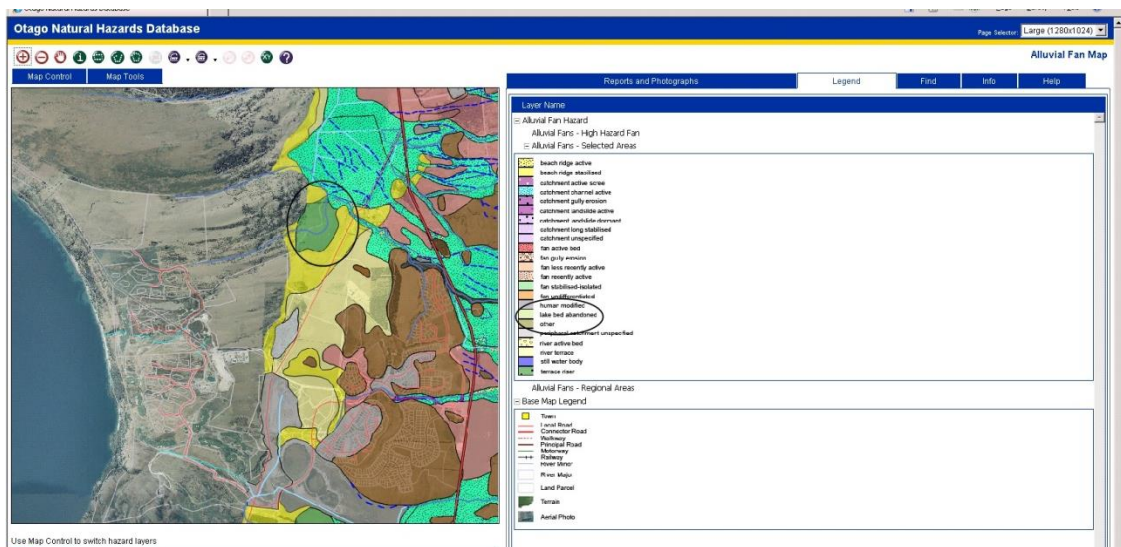 Otago Natural Hazards Database
Page Selector: Large (1280x1024)
Alluvial Fan Map
Map Control Map Tools
Reports and Photographs Legend Find Info Help
Layer Name
Alluvial Fan Hazard
Alluvial Fans - High Hazard Fan
Alluvial Fans - Selected Areas
beach ridge active
beach ridge stabilised
catchment active scree
catchment channel active
catchment gully erosion
catchment landslide active
catchment landslide dormant
catchment long stabilised
catchment unspecified
fan active bed
fan gully erosion
fan less recently active
fan recently active
fan stabilised-isolated
fan undifferentiated
human modified
lake bed abandoned
other
peripheral catchment unspecified
river active bed
river terrace
still water body
terrace riser
Alluvial Fans - Regional Areas
Base Map Legend
Town
Local Road
Connector Road
Walkway
Principal Road
Motorway
Railway
River Minor
River Major
Land Parcel
Terrain
Aerial Photo
Use Map Control to switch hazard layers